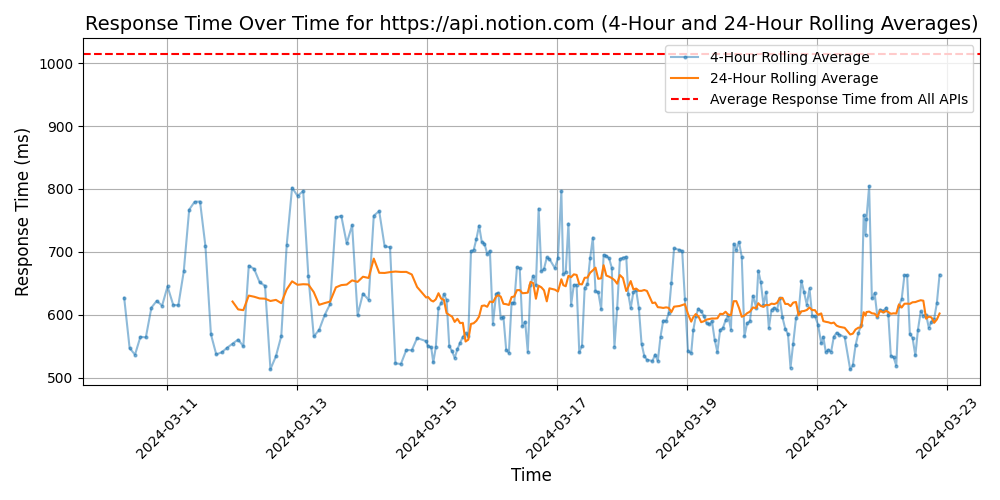 Response Time Over Time for https://api.notion.com (4-Hour and 24-Hour Rolling Averages)
4-Hour Rolling Average
24-Hour Rolling Average
Average Response Time from All APIs
Response Time (ms)
1000
900
800
700
600
500
2024-03-11
2024-03-13
2024-03-15
2024-03-17
2024-03-19
2024-03-21
2024-03-23
Time